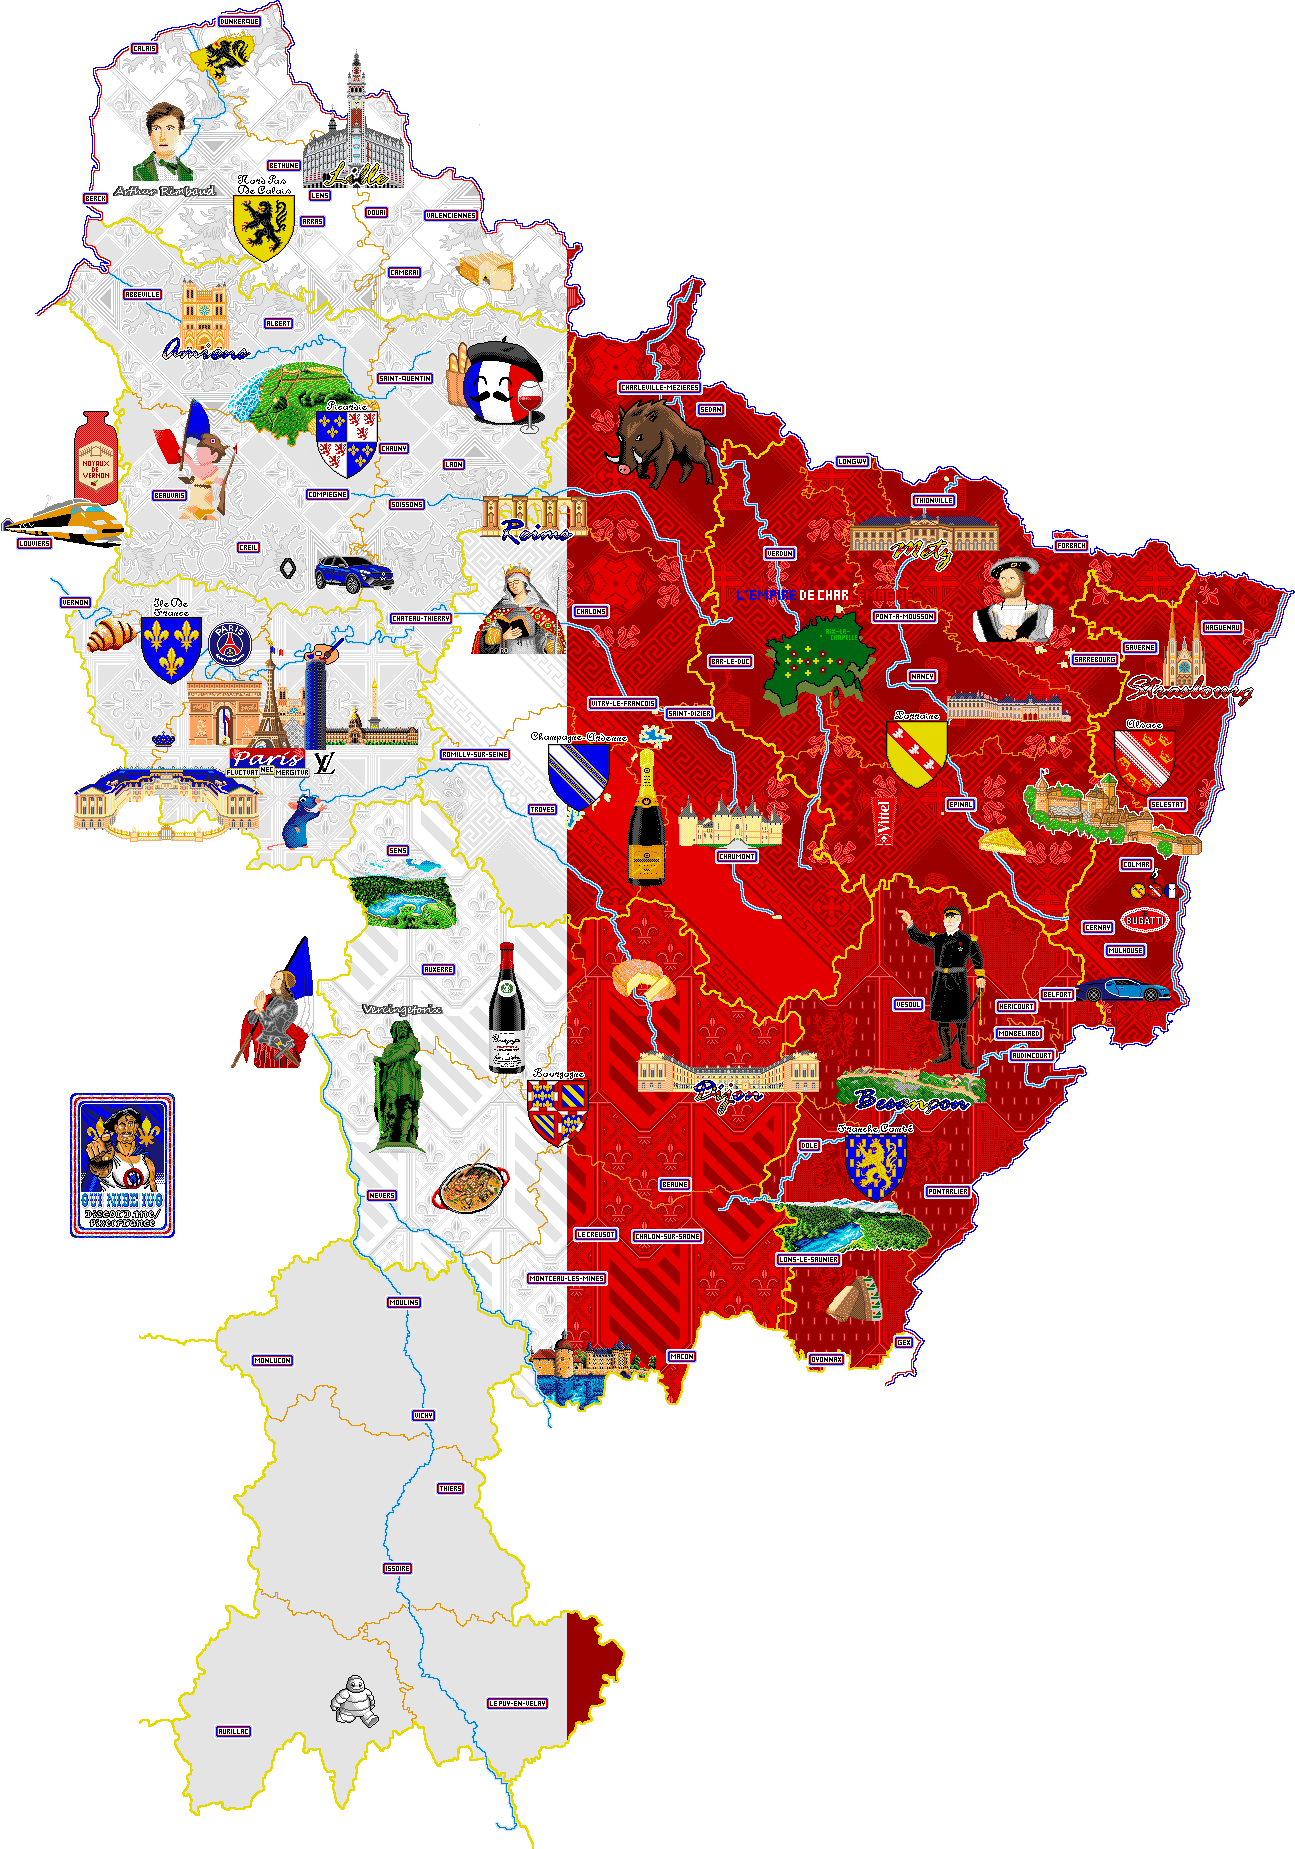 DUNKERQUE
CALAIS
BETHUNE
Lille
Arthur Rimbaud
Nord Pas
De Calais
LENS
BERCK
DOUAI
VALENCIENNES
ARRAS
CAMBRAI
ABBEVILLE
ALBERT
Amiens
SAINT-QUENTIN
CHARLEVILLE-MEZIERES
SEDAN
Picardie
CHAUNY
LAON
LONGWY
NOYAUX
DE
VERNON
BEAUVAIS
COMPIEGNE
SOISSONS
THIONVILLE
Reims
LOUVIERS
CREIL
Metz
FORBACH
VERDUN
L'EMPIRE DE CHAR
VERNON
Ile De
France
CHATEAU-THIERRY
CHALONS
PONT-A-MOUSSON
PARIS
AIX-LA-
CHAPELLE
HAGUENAU
SAVERNE
BAR-LE-DUC
SARREBOURG
NANCY
Strasbourg
VITRY-LE-FRANCOIS
SAINT-DIZIER
Lorraine
Alsace
Champagne-Ardenne
ROMILLY-SUR-SEINE
Paris
FLUCTUAT NEC MERGITUR
LV
TROYES
EPINAL
SELESTAT
Vittel
SENS
CHAUMONT
COLMAR
BUGATTI
CERNAY
MULHOUSE
AUXERRE
BELFORT
VESOUL
HERICOURT
Vercingetorix
MONBELIARD
AUDINCOURT
Bourgogne
Dijon
Besançon
Franche Comté
DOLE
OUI NIBE IUG
DISCORD.ME/
PIXELFRANCE
NEVERS
BEAUNE
PONTARLIER
LE CREUSOT
CHALON-SUR-SAONE
LONS-LE-SAUNIER
MONTCEAU-LES-MINES
MOULINS
GEX
MONLUCON
MACON
OYONNAX
VICHY
THIERS
ISSOIRE
LE PUY-EN-VELAY
AURILLAC